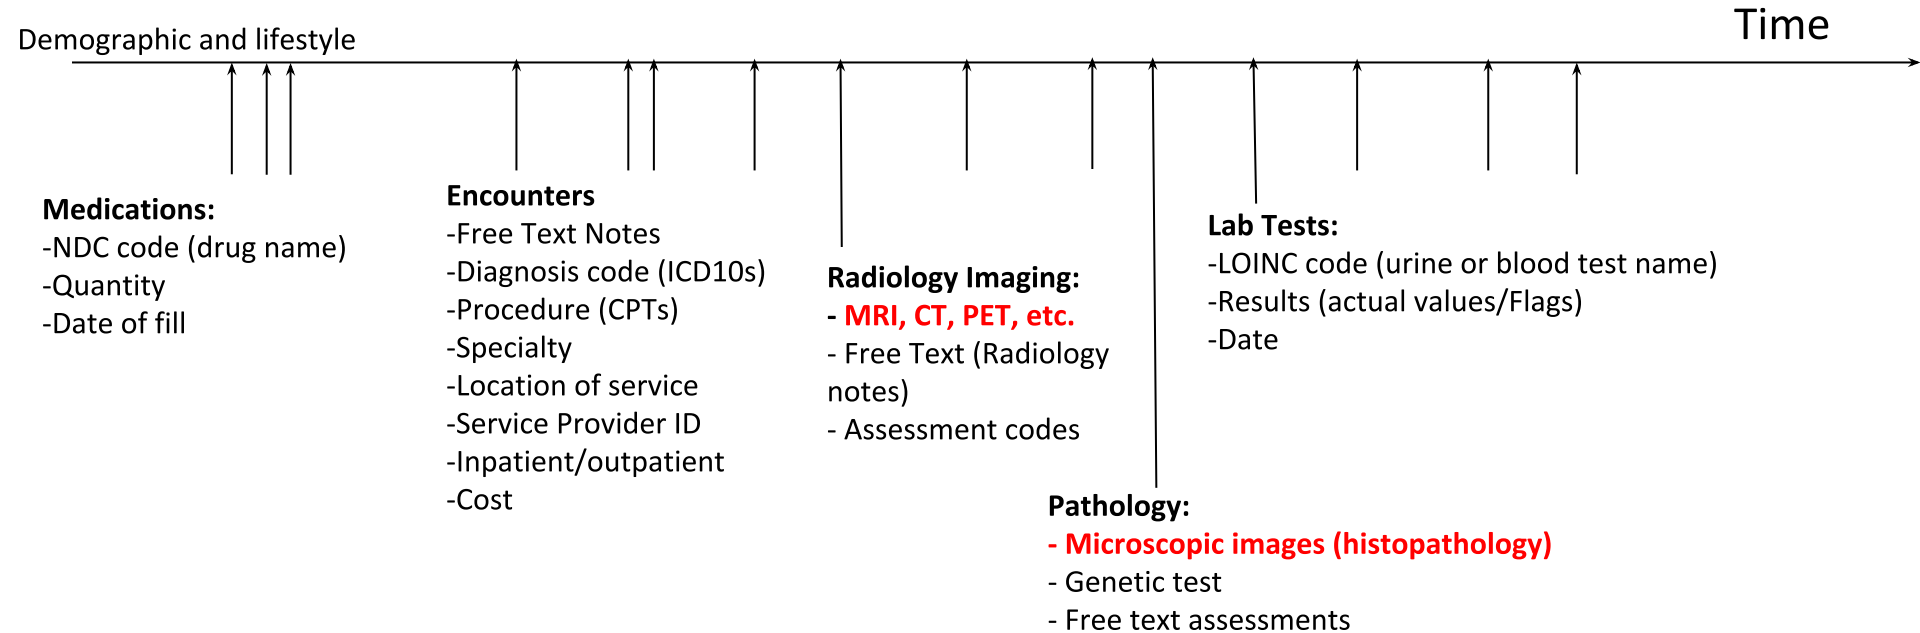 Time
Demographic and lifestyle
Medications:
-NDC code (drug name)
-Quantity
-Date of fill
Encounters
-Free Text Notes
-Diagnosis code (ICD10s)
-Procedure (CPTs)
-Specialty
-Location of service
-Service Provider ID
-Inpatient/outpatient
-Cost
Radiology Imaging:
- MRI, CT, PET, etc.
- Free Text (Radiology
notes)
- Assessment codes
Pathology:
- Microscopic images (histopathology)
- Genetic test
- Free text assessments
Lab Tests:
-LOINC code (urine or blood test name)
-Results (actual values/Flags)
-Date